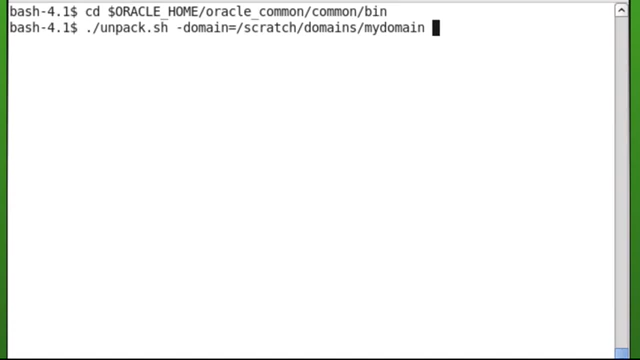 bash-4.1$ cd $ORACLE_HOME/oracle_common/common/bin
bash-4.1$ ./unpack.sh -domain=/scratch/domains/mydomain